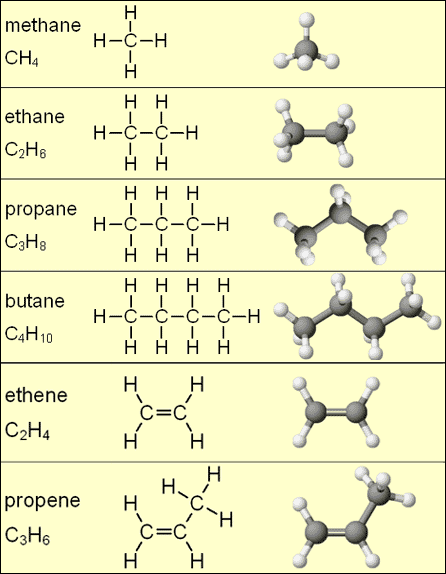 methane
CH4
H
H–C–H
H
ethane
C2H6
H H
H–C–C–H
H H
propane
C3H8
H H H
H–C–C–C–H
H H H
butane
C4H10
H H H H
H–C–C–C–C–H
H H H H
ethene
C2H4
H H
C=C
H H
propene
C3H6
H
H C
H H
C=C
H H